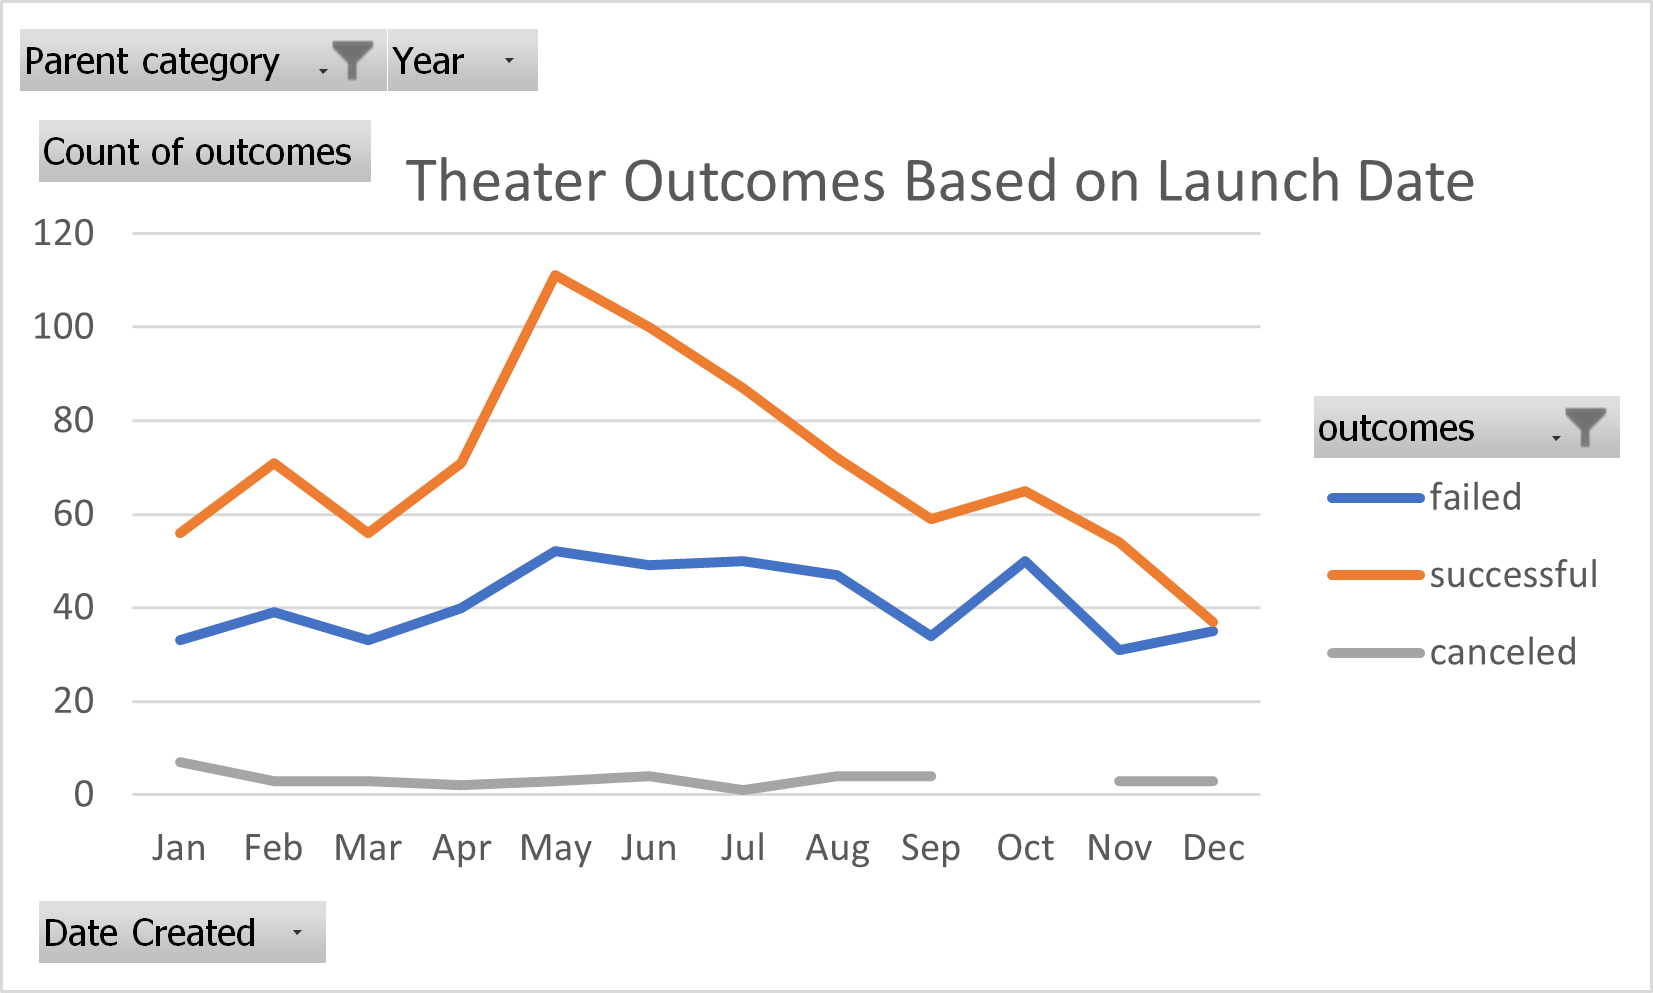 Parent category Year
Count of outcomes
Theater Outcomes Based on Launch Date
120
100
80
60
40
20
0
Jan Feb Mar Apr May Jun Jul Aug Sep Oct Nov Dec
outcomes
failed
successful
canceled
Date Created